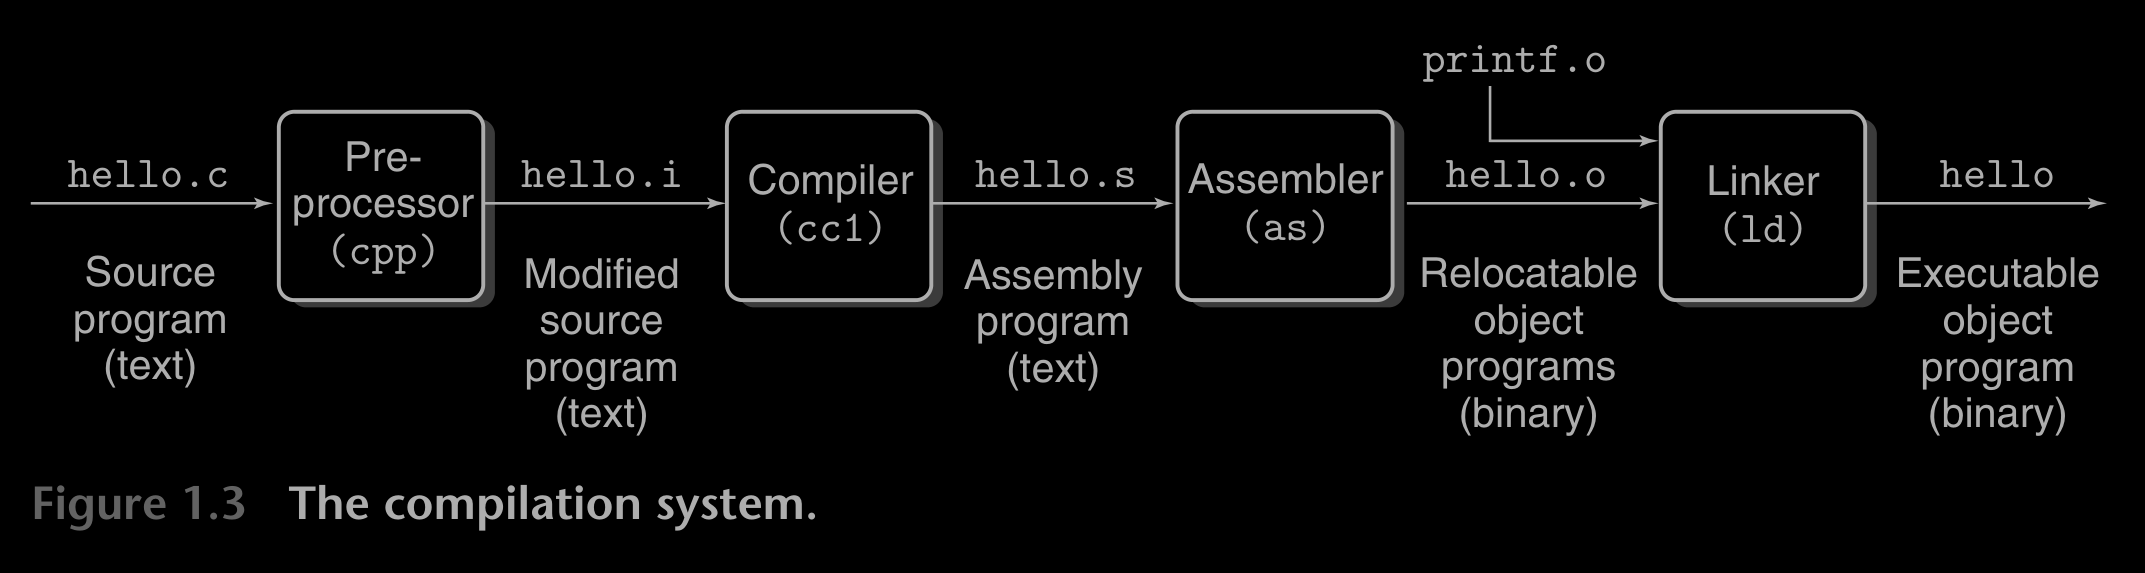 printf.o
hello.c
Pre-
processor
(cpp)
hello.i
Compiler
(cc1)
hello.s
Assembler
(as)
hello.o
Linker
(ld)
hello
Source
program
(text)
Modified
source
program
(text)
Assembly
program
(text)
Relocatable
object
programs
(binary)
Executable
object
program
(binary)
Figure 1.3 The compilation system.